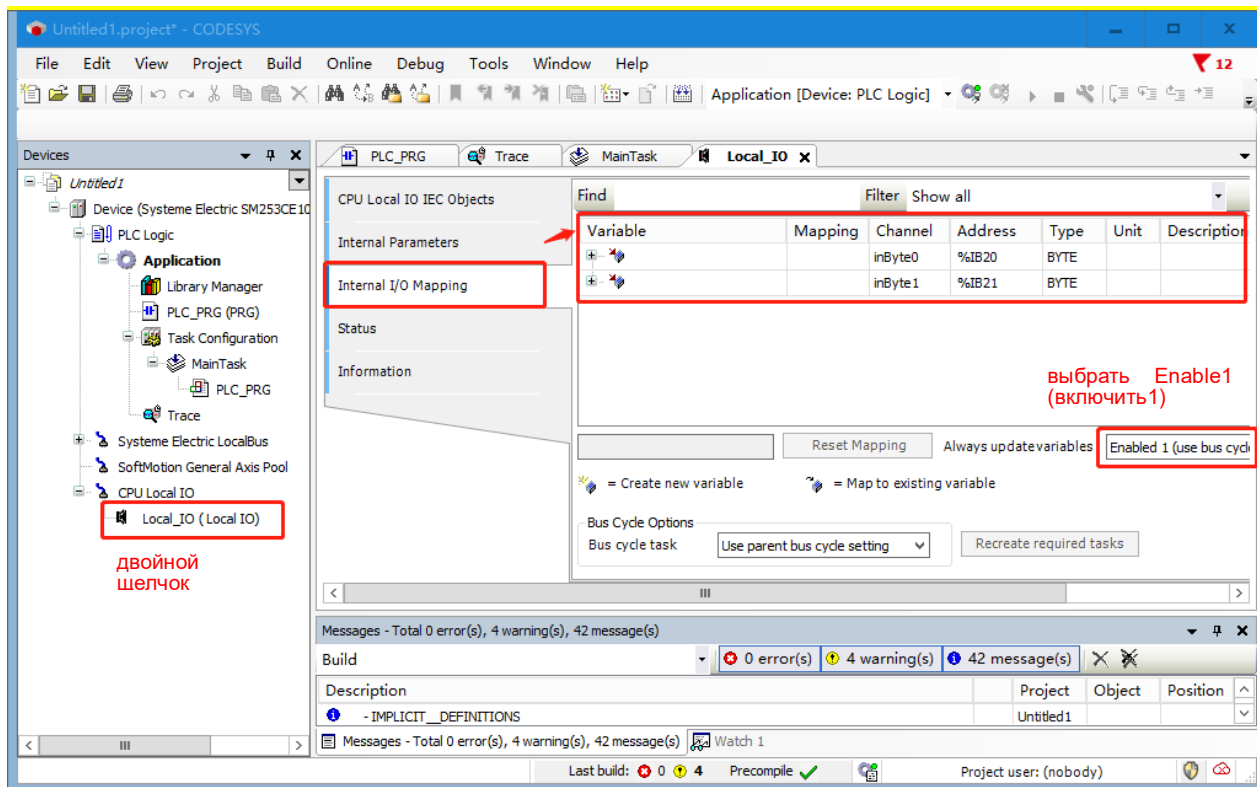 Untitled1.project* - CODESYS
File Edit View Project Build Online Debug Tools Window Help
12
Application [Device: PLC Logic]
Devices
Untitled1
Device (Systeme Electric SM253CE10
PLC Logic
Application
Library Manager
PLC_PRG (PRG)
Task Configuration
MainTask
PLC_PRG
Trace
Systeme Electric LocalBus
SoftMotion General Axis Pool
CPU Local IO
Local_IO (Local IO)
двойной
щелчок
PLC_PRG Trace MainTask Local_IO
CPU Local IO IEC Objects
Internal Parameters
Internal I/O Mapping
Status
Information
Find Filter Show all
Variable Mapping Channel Address Type Unit Description
inByte0 %IB20 BYTE
inByte1 %IB21 BYTE
выбрать Enable1
(включить1)
Reset Mapping Always update variables Enabled 1 (use bus cycle
= Create new variable = Map to existing variable
Bus Cycle Options
Bus cycle task Use parent bus cycle setting Recreate required tasks
Messages - Total 0 error(s), 4 warning(s), 42 message(s)
Build 0 error(s) 4 warning(s) 42 message(s)
Description Project Object Position
- IMPLICIT__DEFINITIONS Untitled1
Messages - Total 0 error(s), 4 warning(s), 42 message(s) Watch 1
Last build: 0 4 Precompile Project user: (nobody)